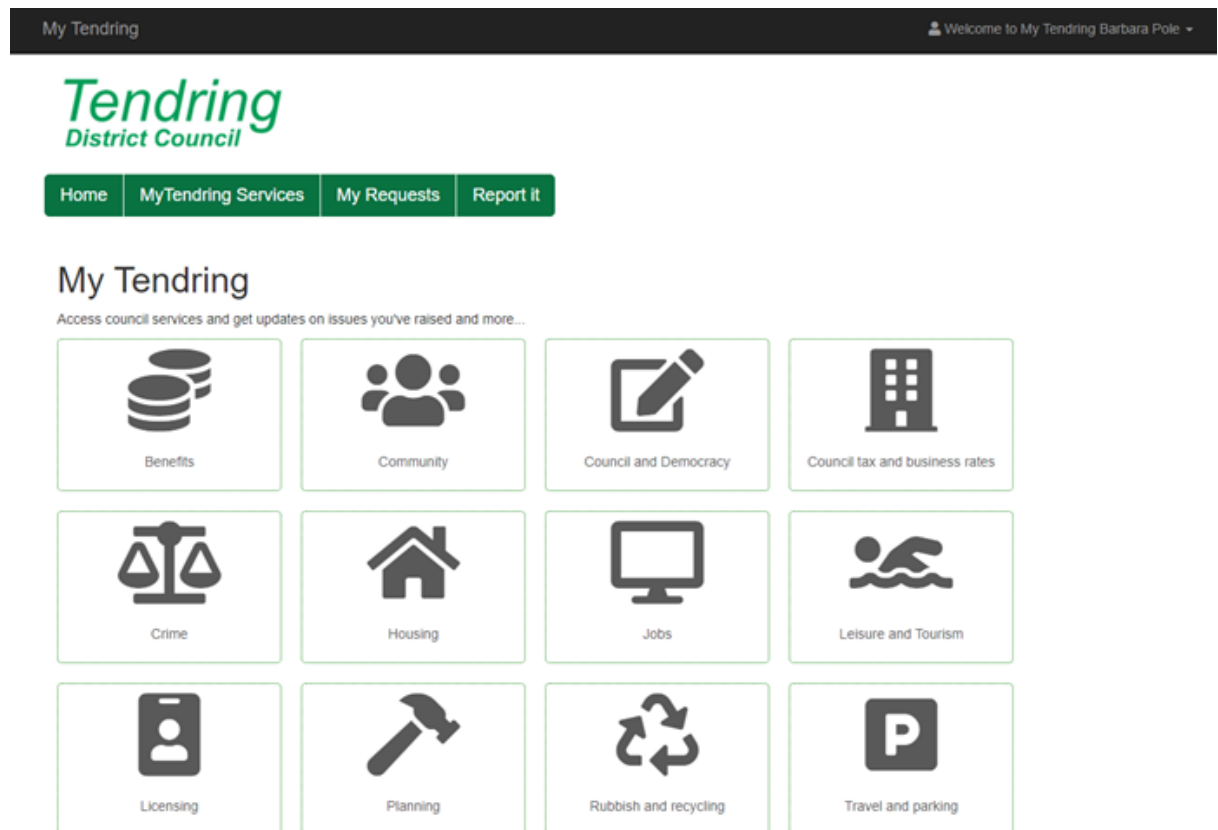 My Tendring
Welcome to My Tendring Barbara Pole
Tendring
District Council
Home MyTendring Services My Requests Report it
My Tendring
Access council services and get updates on issues you've raised and more...
Benefits Community Council and Democracy Council tax and business rates
Crime Housing Jobs Leisure and Tourism
P
Licensing Planning Rubbish and recycling Travel and parking